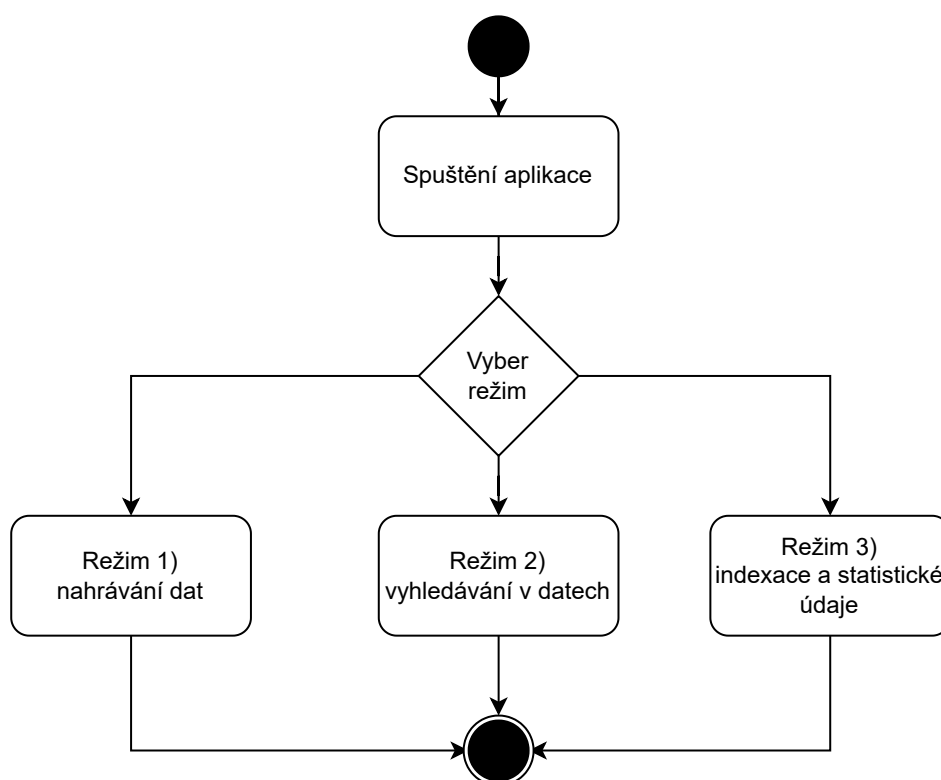 Spuštění aplikace
Vyber
režim
Režim 1)
nahrávání dat
Režim 2)
vyhledávání v datech
Režim 3)
indexace a statistické
údaje